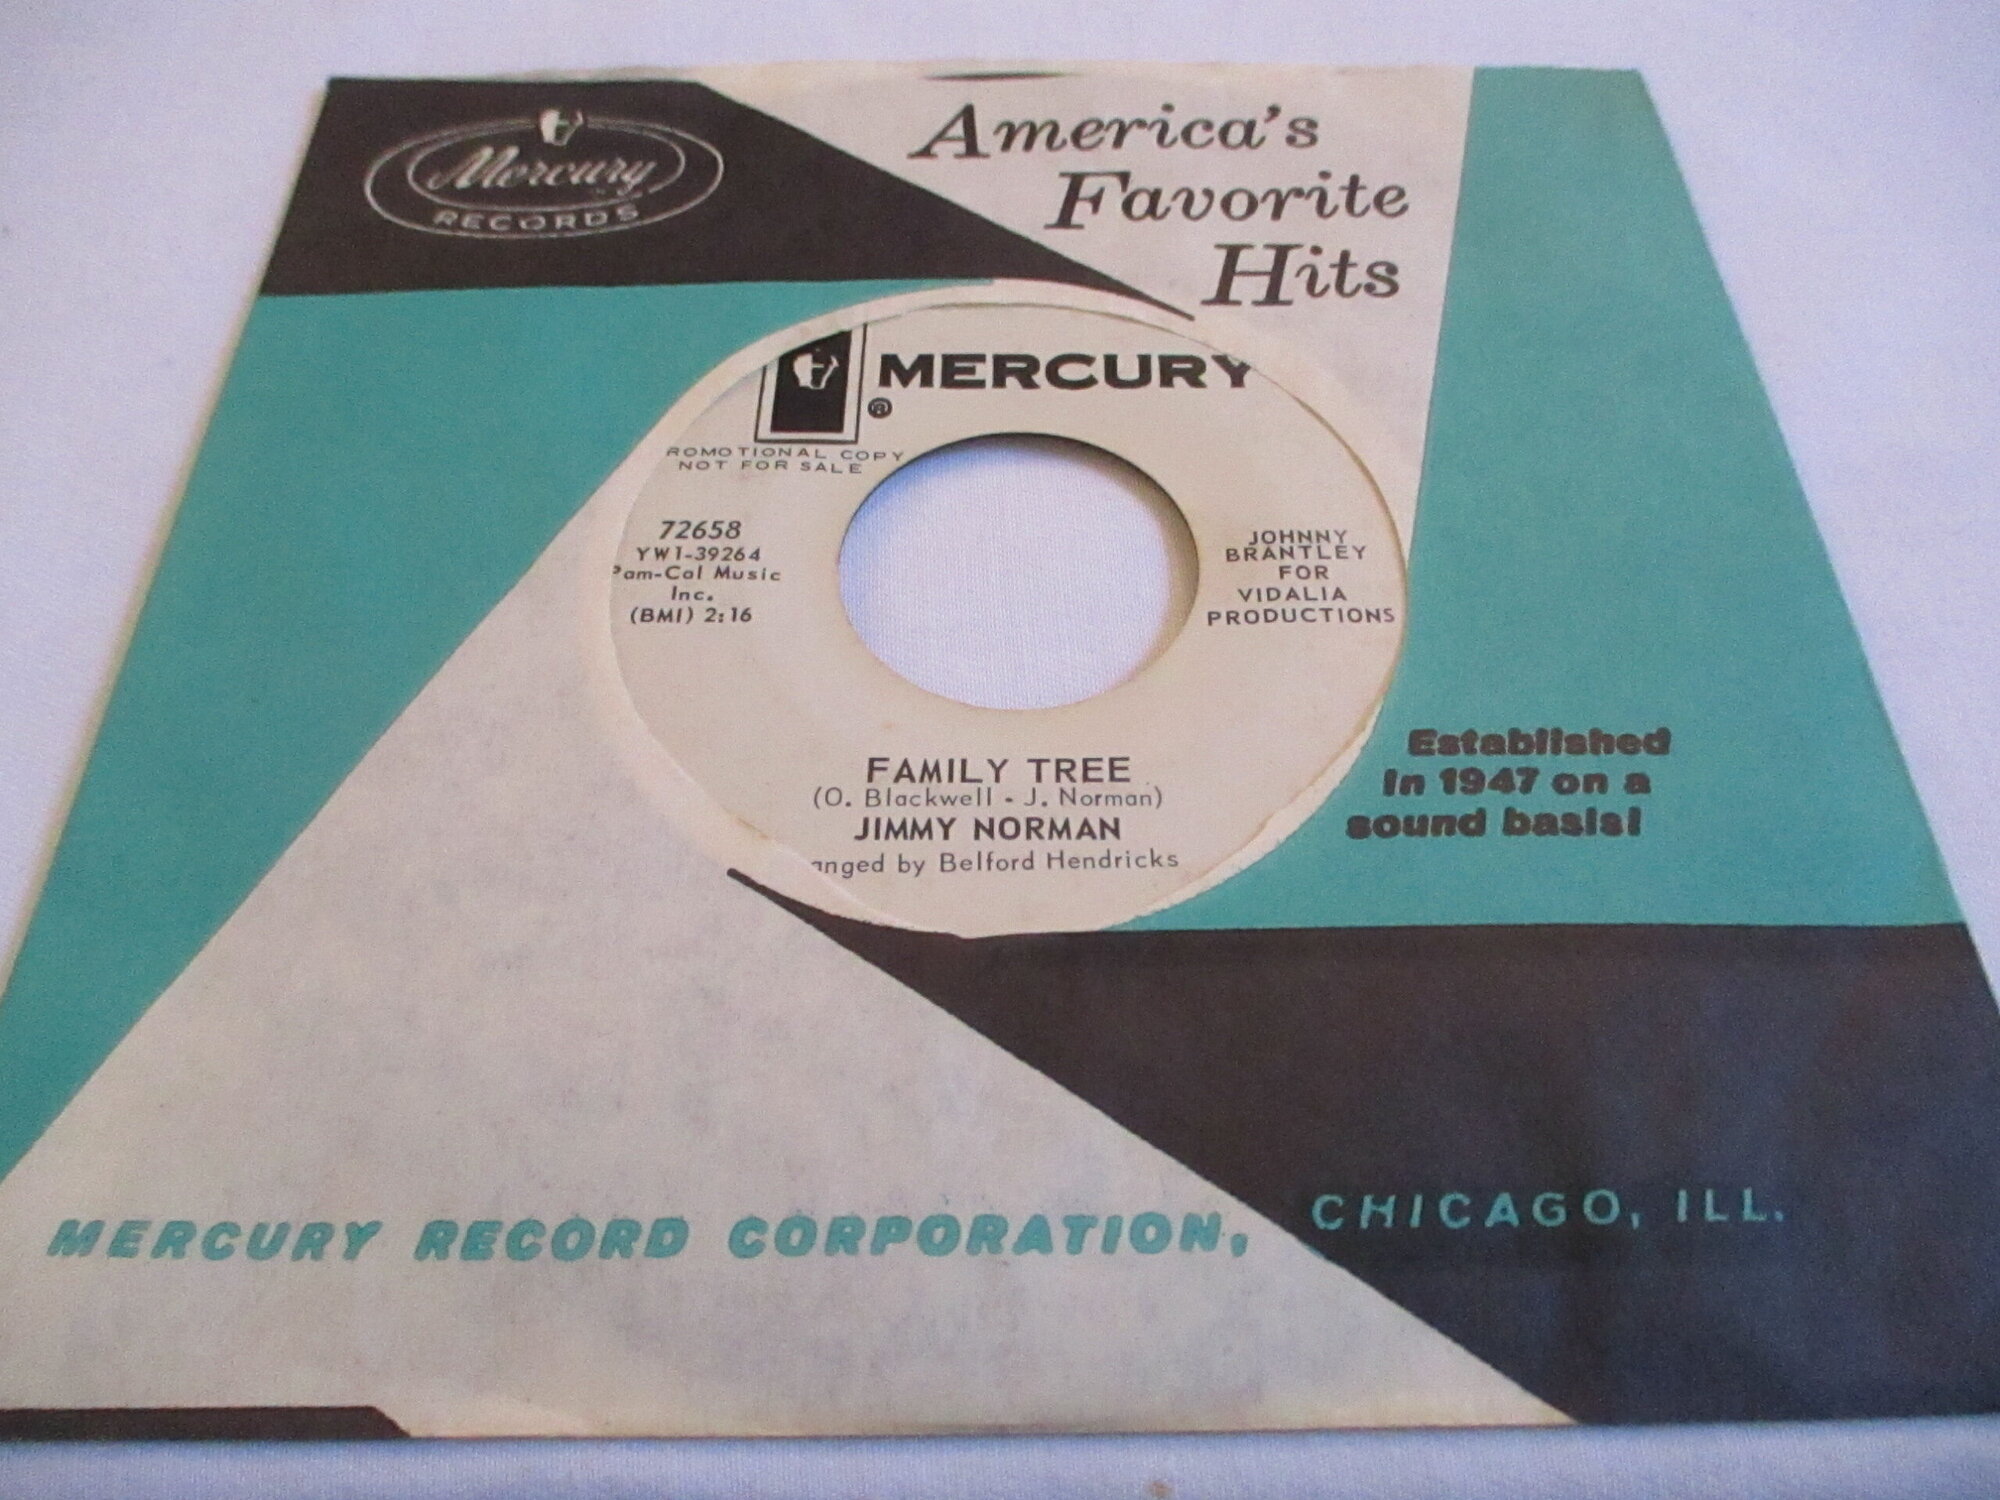 Mercury
RECORDS
America's
Favorite
Hits
MERCURY
®
ROMOTIONAL COPY
NOT FOR SALE
72658
YW1-39264
Pam-Cal Music
Inc.
(BMI) 2:16
JOHNNY
BRANTLEY
FOR
VIDALIA
PRODUCTIONS
FAMILY TREE
(O. Blackwell - J. Norman)
JIMMY NORMAN
anged by Belford Hendricks
Established
in 1947 on a
sound basis!
MERCURY RECORD CORPORATION, CHICAGO, ILL.